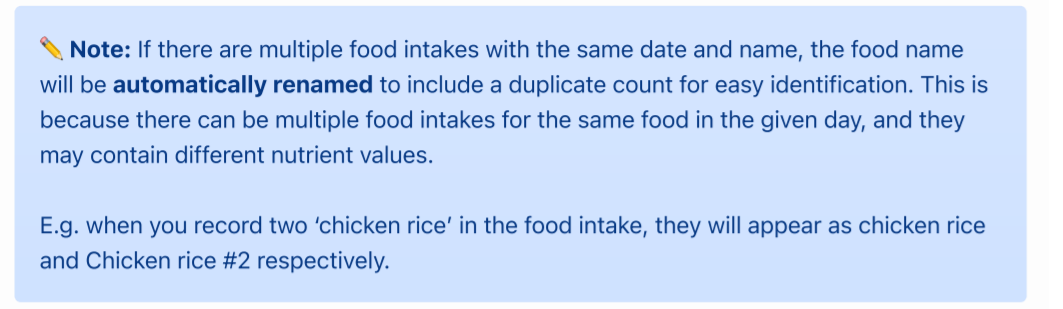 ✏️ Note: If there are multiple food intakes with the same date and name, the food name
will be automatically renamed to include a duplicate count for easy identification. This is
because there can be multiple food intakes for the same food in the given day, and they
may contain different nutrient values.
E.g. when you record two ‘chicken rice’ in the food intake, they will appear as chicken rice
and Chicken rice #2 respectively.